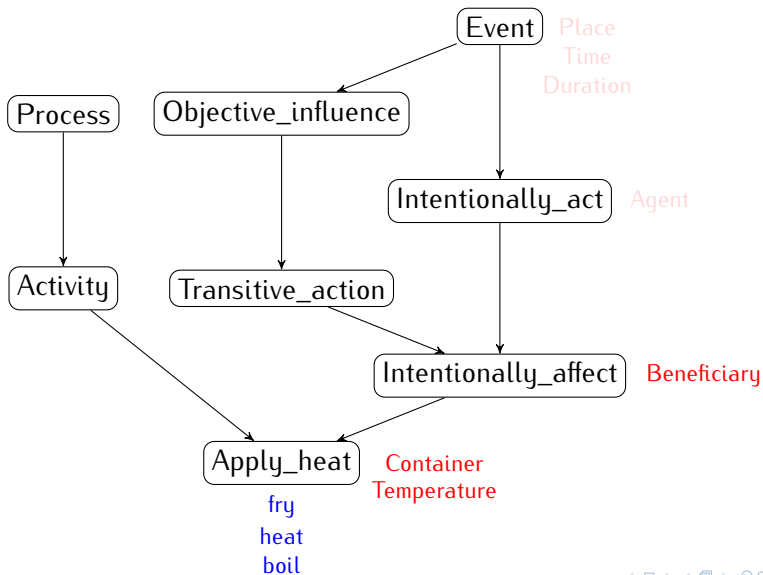 Event
Place
Time
Duration
Process
Objective_influence
Intentionally_act
Agent
Activity
Transitive_action
Intentionally_affect
Beneficiary
Apply_heat
Container
Temperature
fry
heat
boil